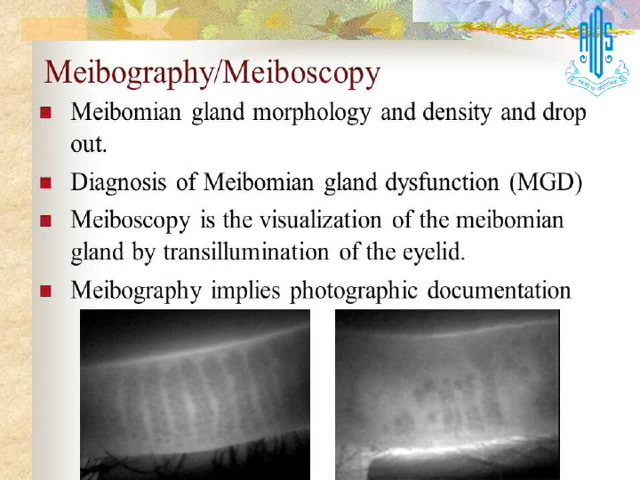 Meibography/Meiboscopy
Meibomian gland morphology and density and drop
out.
Diagnosis of Meibomian gland dysfunction (MGD)
Meiboscopy is the visualization of the meibomian
gland by transillumination of the eyelid.
Meibography implies photographic documentation